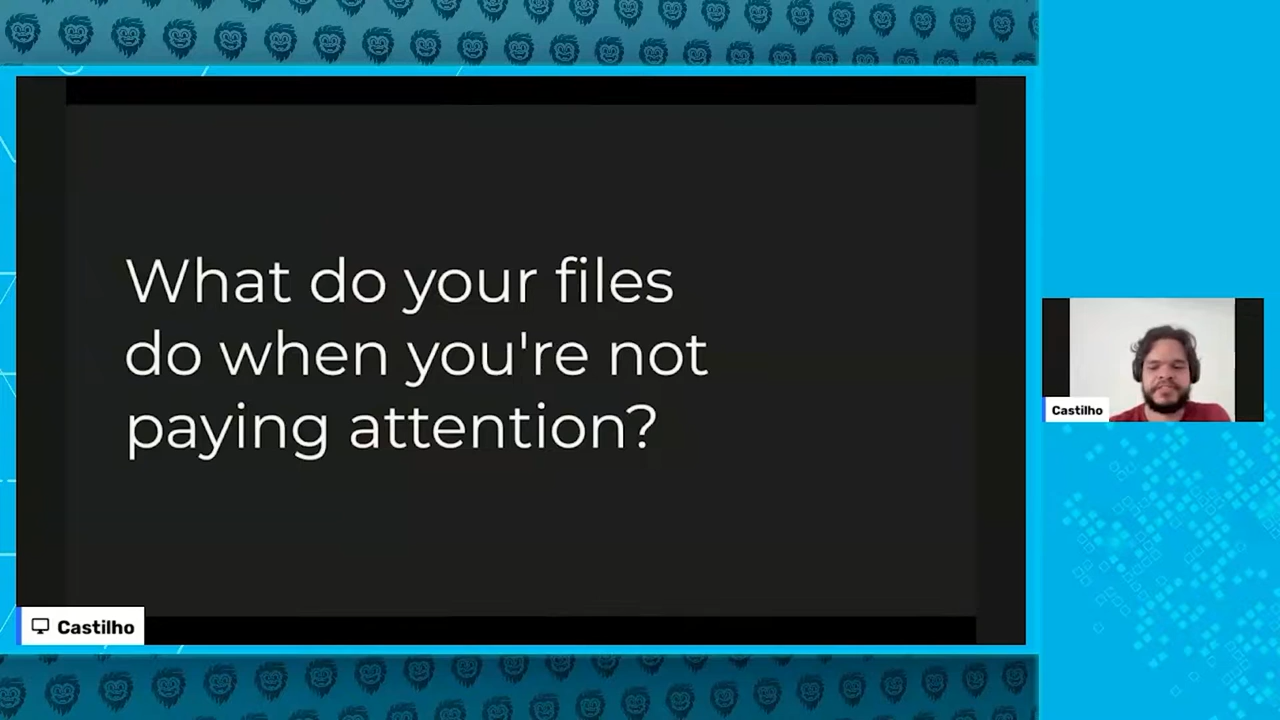 What do your files
do when you're not
paying attention?
Castilho
Castilho